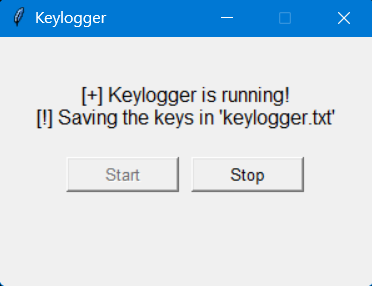 Keylogger
[+] Keylogger is running!
[!] Saving the keys in 'keylogger.txt'
Start
Stop